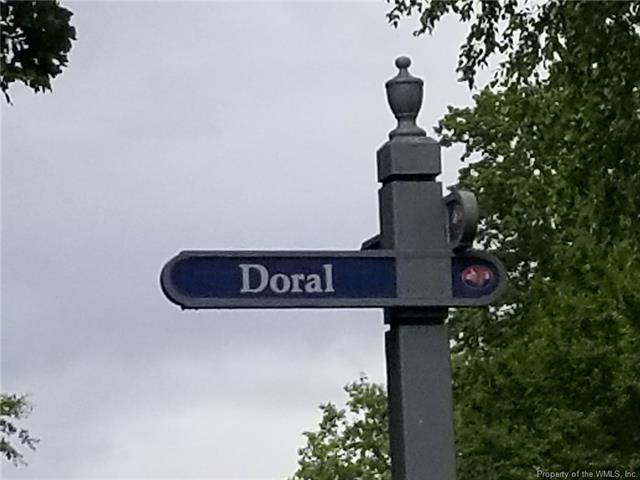 Doral
Property of the WMLS, Inc.